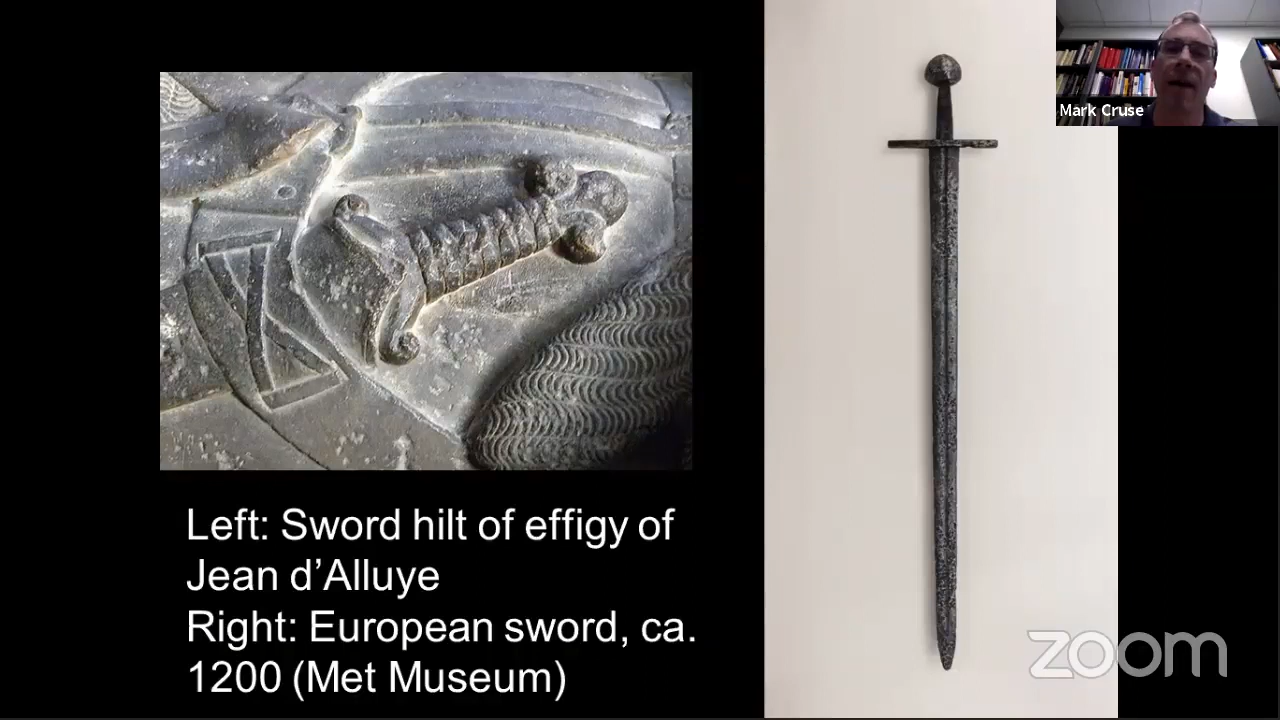 Mark Cruse
Left: Sword hilt of effigy of
Jean d’Alluye
Right: European sword, ca.
1200 (Met Museum)
zoom